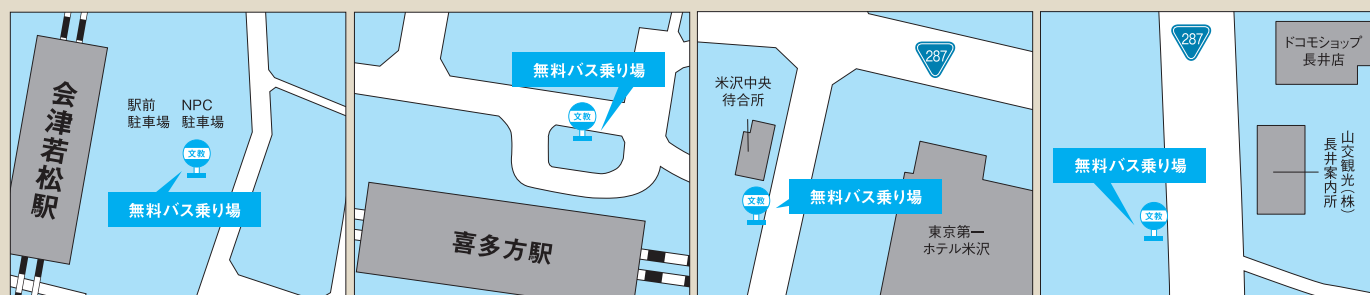 会津若松駅
駅前
駐車場
NPC
駐車場
文教
無料バス乗り場
無料バス乗り場
文教
喜多方駅
287
米沢中央
待合所
文教
無料バス乗り場
東京第一
ホテル米沢
287
ドコモショップ
長井店
山交観光(株)
長井案内所
無料バス乗り場
文教